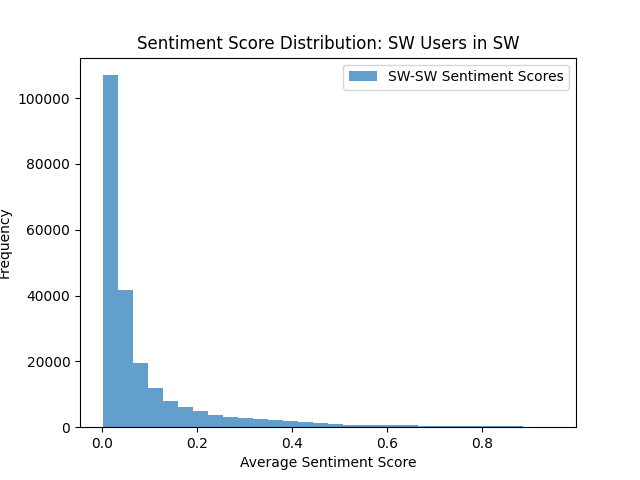 Sentiment Score Distribution: SW Users in SW
SW-SW Sentiment Scores
Frequency
100000
80000
60000
40000
20000
0
0.0 0.2 0.4 0.6 0.8
Average Sentiment Score